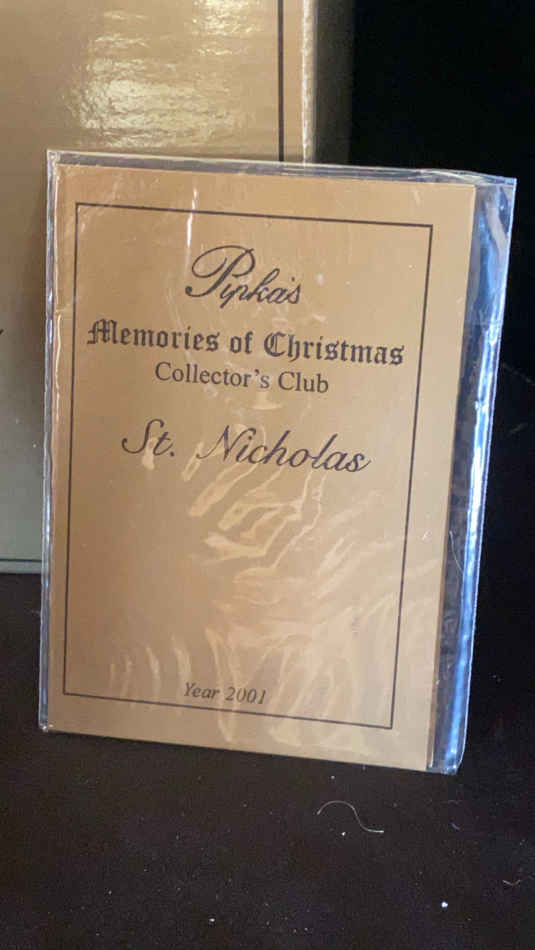 Pipka's
Memories of Christmas
Collector's Club
St. Nicholas
Year 2001